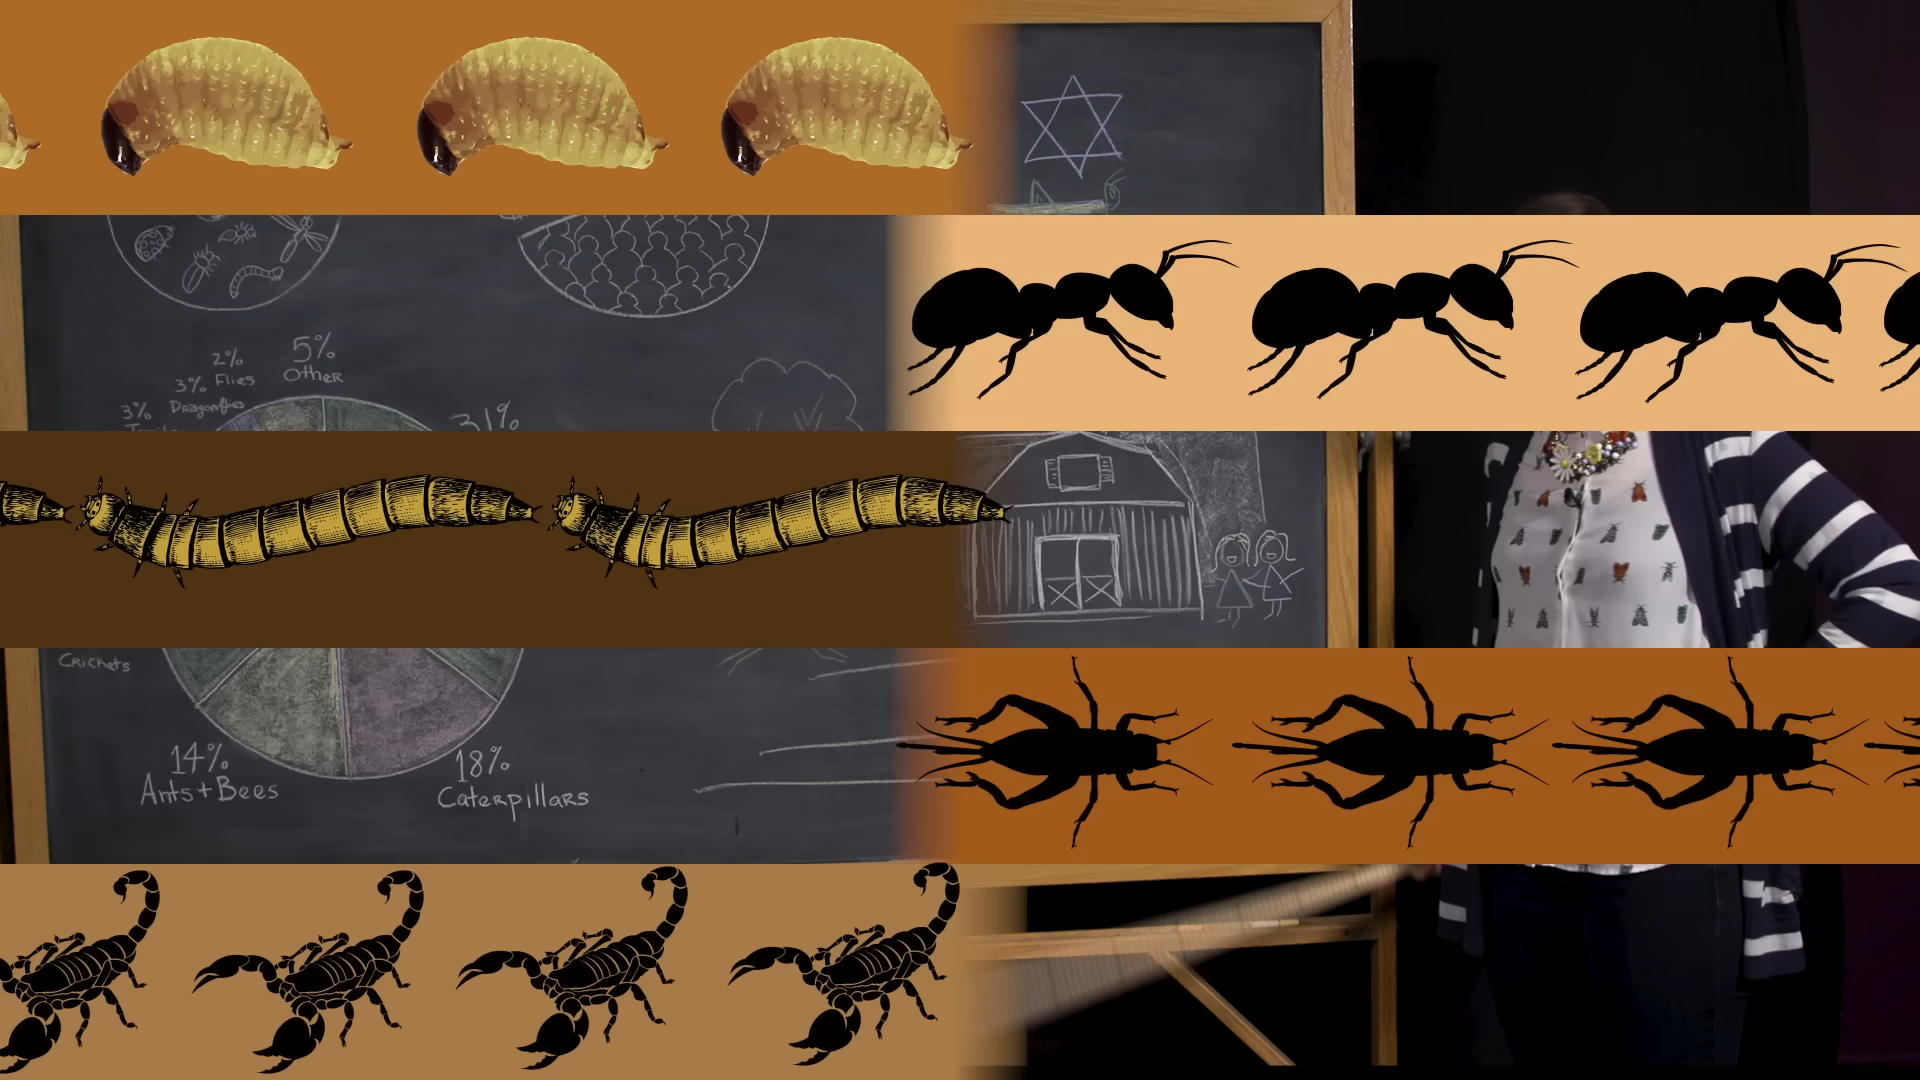 5%
Other
2%
Flies
3%
Dragonflies
3%
31%
Crickets
14%
Ants+Bees
18%
Caterpillars